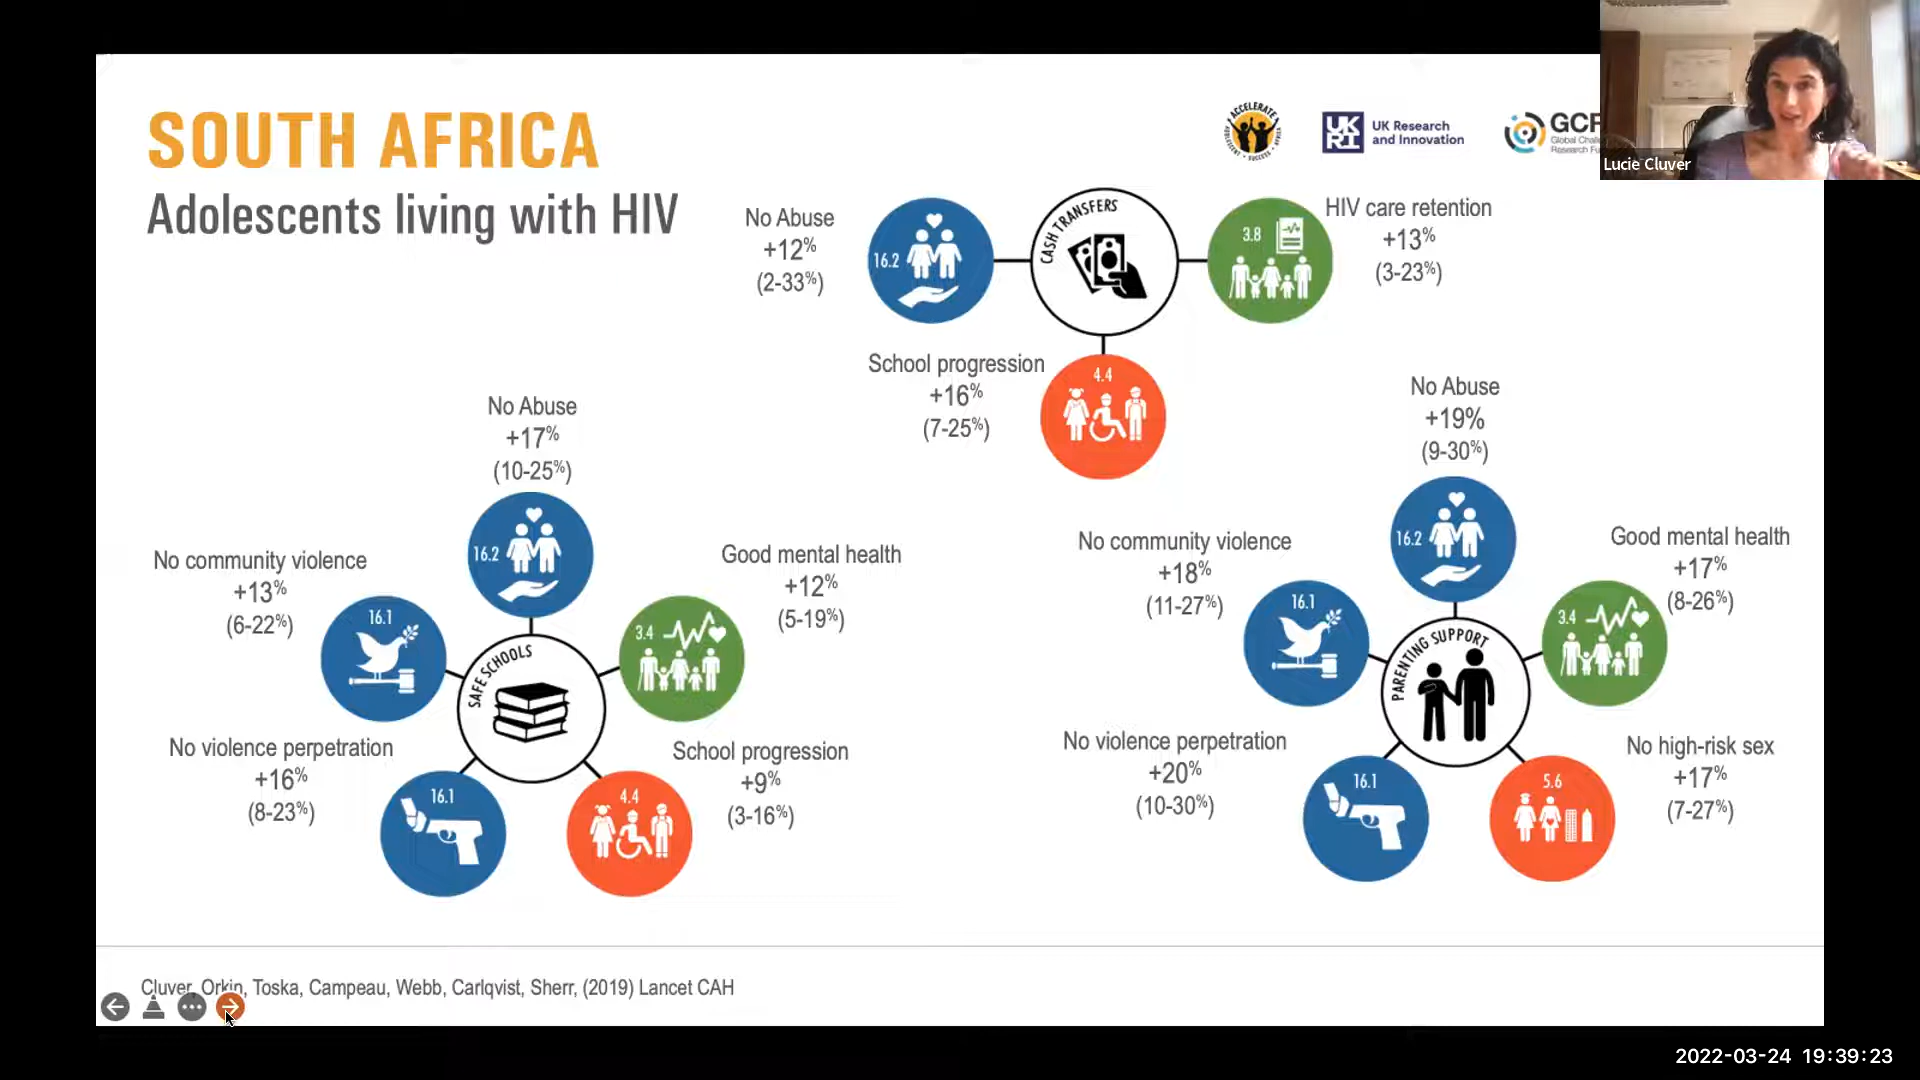 SOUTH AFRICA
Adolescents living with HIV
ACCELERATE
UKRI
UK Research
and Innovation
GCF
Global Chall
Research Fu
Lucie Cluver
No Abuse
+12%
(2-33%)
16.2
CASH TRANSFERS
3.8
HIV care retention
+13%
(3-23%)
School progression
+16%
(7-25%)
4.4
No Abuse
+17%
(10-25%)
16.2
No community violence
+13%
(6-22%)
16.1
SAFE SCHOOLS
3.4
Good mental health
+12%
(5-19%)
No violence perpetration
+16%
(8-23%)
16.1
4.4
School progression
+9%
(3-16%)
No Abuse
+19%
(9-30%)
16.2
No community violence
+18%
(11-27%)
16.1
PARENTING SUPPORT
3.4
Good mental health
+17%
(8-26%)
No violence perpetration
+20%
(10-30%)
16.1
5.6
No high-risk sex
+17%
(7-27%)
Cluver, Orkin, Toska, Campeau, Webb, Carlqvist, Sherr, (2019) Lancet CAH
2022-03-24 19:39:23